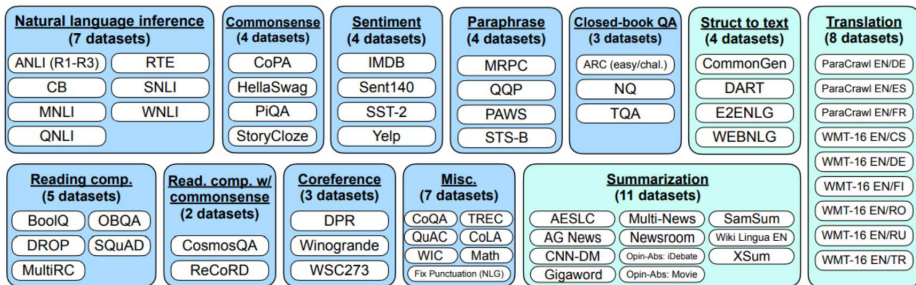 Natural language inference
(7 datasets)
ANLI (R1-R3)
RTE
CB
SNLI
MNLI
WNLI
QNLI
Commonsense
(4 datasets)
CoPA
HellaSwag
PiQA
StoryCloze
Sentiment
(4 datasets)
IMDB
Sent140
SST-2
Yelp
Paraphrase
(4 datasets)
MRPC
QQP
PAWS
STS-B
Closed-book QA
(3 datasets)
ARC (easy/chal.)
NQ
TQA
Struct to text
(4 datasets)
CommonGen
DART
E2ENLG
WEBNLG
Translation
(8 datasets)
ParaCrawl EN/DE
ParaCrawl EN/ES
ParaCrawl EN/FR
WMT-16 EN/CS
WMT-16 EN/DE
WMT-16 EN/FI
WMT-16 EN/RO
WMT-16 EN/RU
WMT-16 EN/TR
Reading comp.
(5 datasets)
BoolQ
OBQA
DROP
SQuAD
MultiRC
Read. comp. w/
commonsense
(2 datasets)
CosmosQA
ReCoRD
Coreference
(3 datasets)
DPR
Winogrande
WSC273
Misc.
(7 datasets)
CoQA
TREC
QuAC
CoLA
WIC
Math
Fix Punctuation (NLG)
Summarization
(11 datasets)
AESLC
Multi-News
SamSum
AG News
Newsroom
Wiki Lingua EN
CNN-DM
Opin-Abs: iDebate
XSum
Gigaword
Opin-Abs: Movie